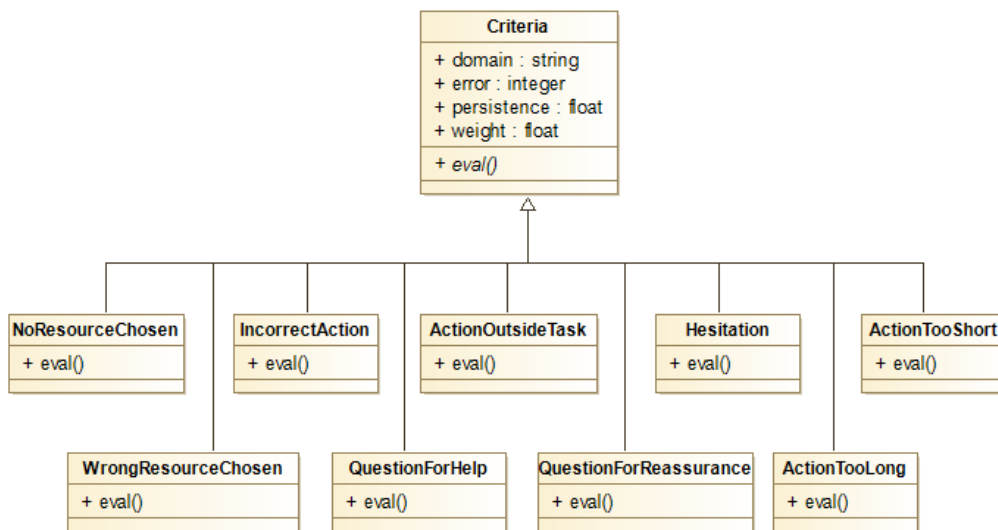 Criteria
+ domain : string
+ error : integer
+ persistence : float
+ weight : float
+ eval()
NoResourceChosen
+ eval()
IncorrectAction
+ eval()
ActionOutsideTask
+ eval()
Hesitation
+ eval()
ActionTooShort
+ eval()
WrongResourceChosen
+ eval()
QuestionForHelp
+ eval()
QuestionForReassurance
+ eval()
ActionTooLong
+ eval()